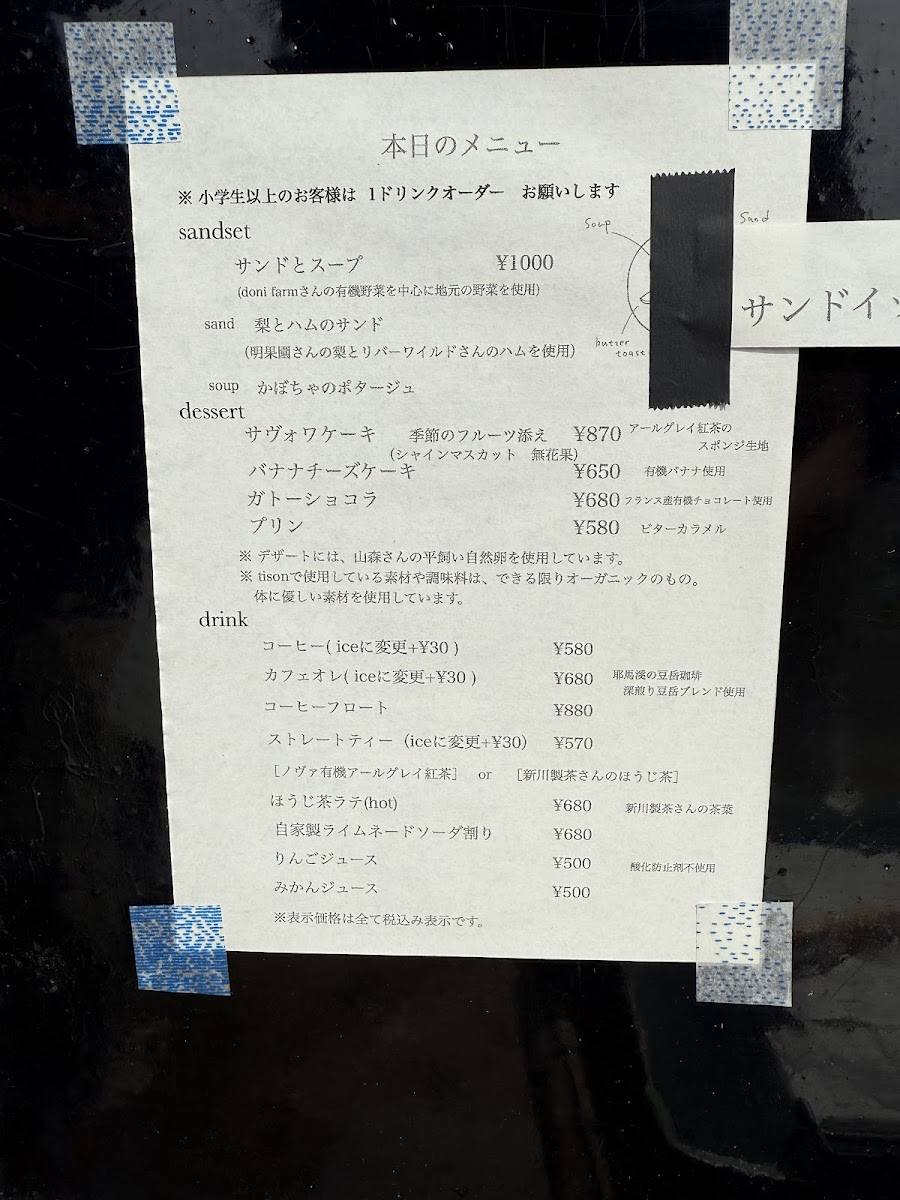 本日のメニュー
※ 小学生以上のお客様は 1ドリンクオーダー お願いします
sandset
soup
sand
サンドとスープ ¥1000
(doni farmさんの有機野菜を中心に地元の野菜を使用)
サンドイ
sand 梨とハムのサンド
butter
toast
(明果園さんの梨とリバーワイルドさんのハムを使用)
soup かぼちゃのポタージュ
dessert
サヴォワケーキ 季節のフルーツ添え ¥870 アールグレイ紅茶の
スポンジ生地
(シャインマスカット 無花果)
バナナチーズケーキ ¥650 有機バナナ使用
ガトーショコラ ¥680 フランス産有機チョコレート使用
プリン ¥580 ビターカラメル
※ デザートには、山森さんの平飼い自然卵を使用しています。
※ tisonで使用している素材や調味料は、できる限りオーガニックのもの。
体に優しい素材を使用しています。
drink
コーヒー( iceに変更+¥30 ) ¥580
カフェオレ( iceに変更+¥30 ) ¥680 耶馬渓の豆岳珈琲
深煎り豆岳ブレンド使用
コーヒーフロート ¥880
ストレートティー (iceに変更+¥30) ¥570
[ノヴァ有機アールグレイ紅茶] or [新川製茶さんのほうじ茶]
ほうじ茶ラテ(hot) ¥680 新川製茶さんの茶葉
自家製ライムネードソーダ割り ¥680
りんごジュース ¥500 酸化防止剤不使用
みかんジュース ¥500
※表示価格は全て税込み表示です。